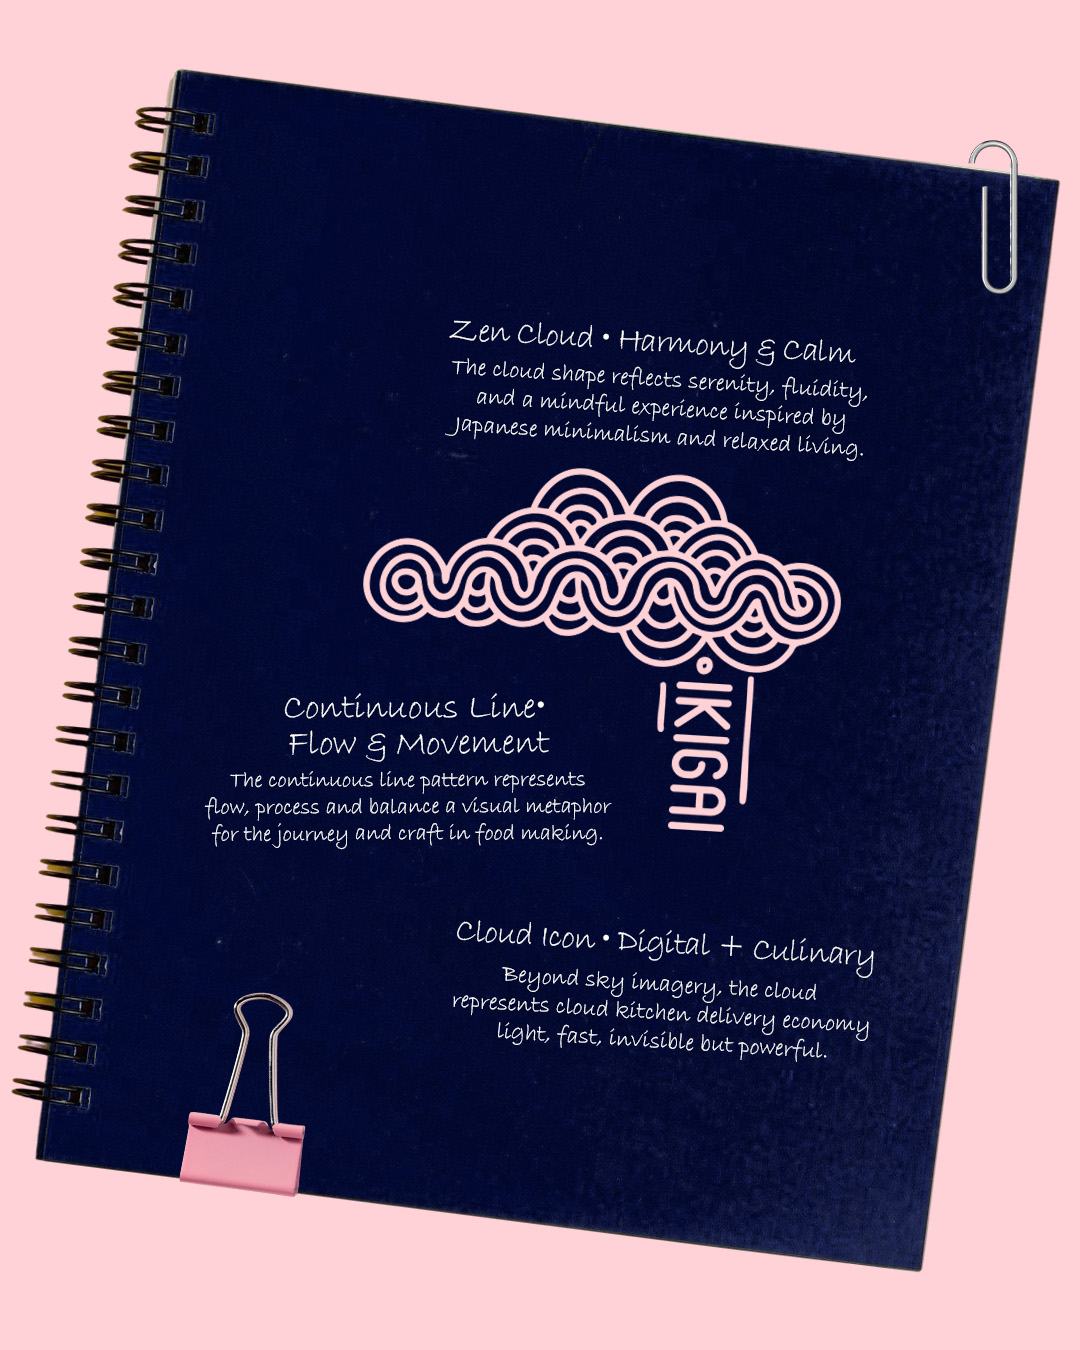 Zen Cloud • Harmony & Calm
The cloud shape reflects serenity, fluidity,
and a mindful experience inspired by
Japanese minimalism and relaxed living.
•IKIGAI
Continuous Line•
Flow & Movement
The continuous line pattern represents
flow, process and balance a visual metaphor
for the journey and craft in food making.
Cloud Icon • Digital + Culinary
Beyond sky imagery, the cloud
represents cloud kitchen delivery economy
light, fast, invisible but powerful.